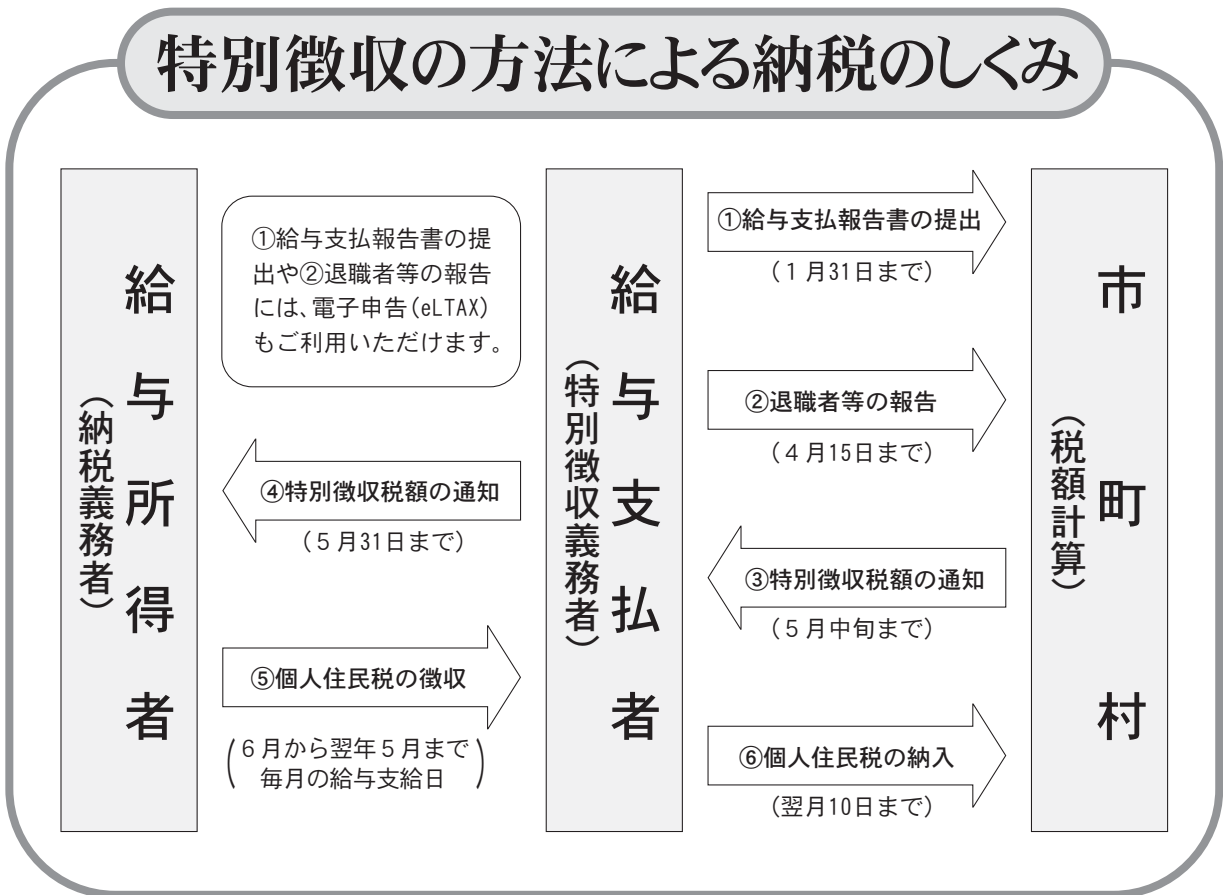 特別徴収の方法による納税のしくみ
給与所得者
（納税義務者）
①給与支払報告書の提
出や②退職者等の報告
には、電子申告（eLTAX）
もご利用いただけます。
④特別徴収税額の通知
（５月31日まで）
⑤個人住民税の徴収
（６月から翌年５月まで
毎月の給与支給日）
給与支払者
（特別徴収義務者）
①給与支払報告書の提出
（１月31日まで）
②退職者等の報告
（４月15日まで）
③特別徴収税額の通知
（５月中旬まで）
⑥個人住民税の納入
（翌月10日まで）
市町村
（税額計算）